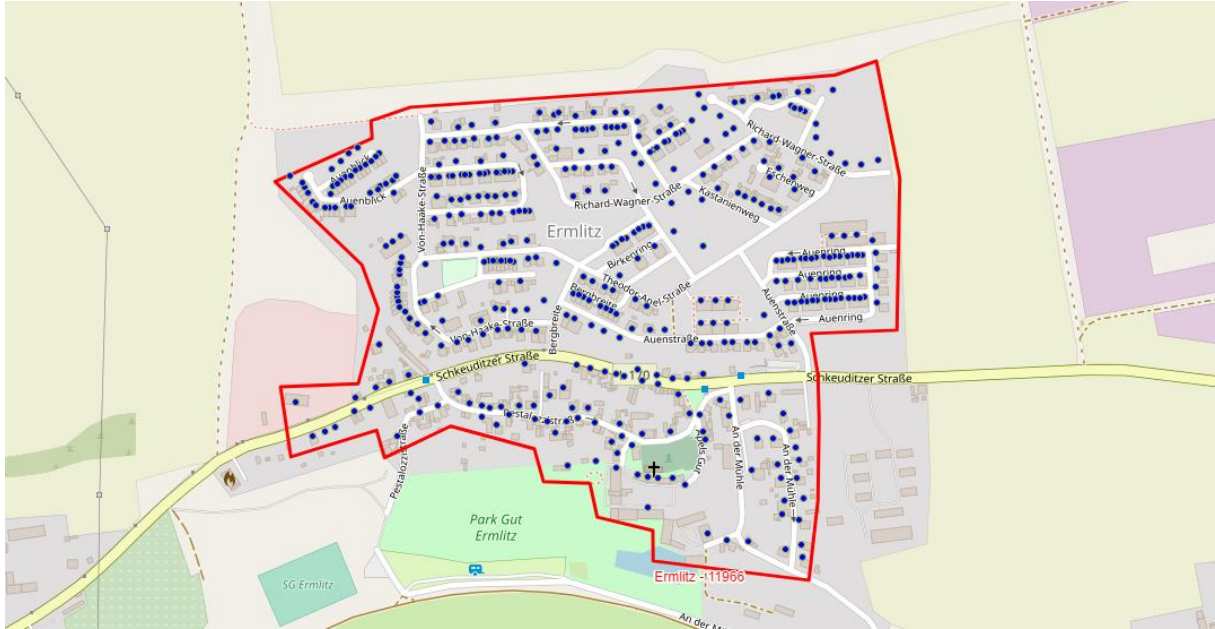 Richard-Wagner-Straße
Auenblick
Auenblick
Eschenweg
Kastanienweg
Von-Haake-Straße
Richard-Wagner-Straße
Ermlitz
Birkenring
Auenring
Auenring
Auenring
Auenring
Theodor-Apel-Straße
Bergbreite
Bergbreite
Auenstraße
Von-Haake-Straße
Auenstraße
Schkeuditzer Straße
Schkeuditzer Straße
Pestalozzistraße
Pestalozzistraße
Apels Gut
An der Mühle
An der Mühle
Park Gut
Ermlitz
SG Ermlitz
Ermlitz - 11966